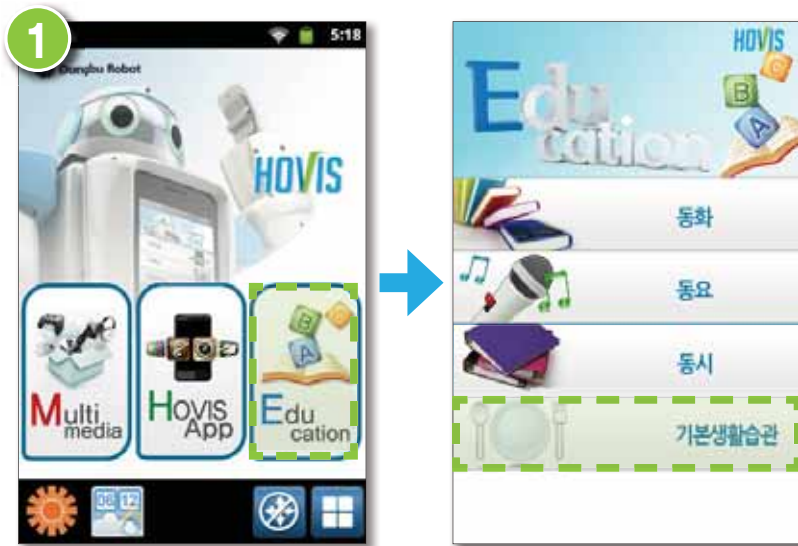 1
5:18
Dongbu Robot
HOVIS
Multi
media
HOVIS
App
Edu
cation
06 12
HOVIS
Edu
cation
B
C
A
동화
동요
동시
기본생활습관